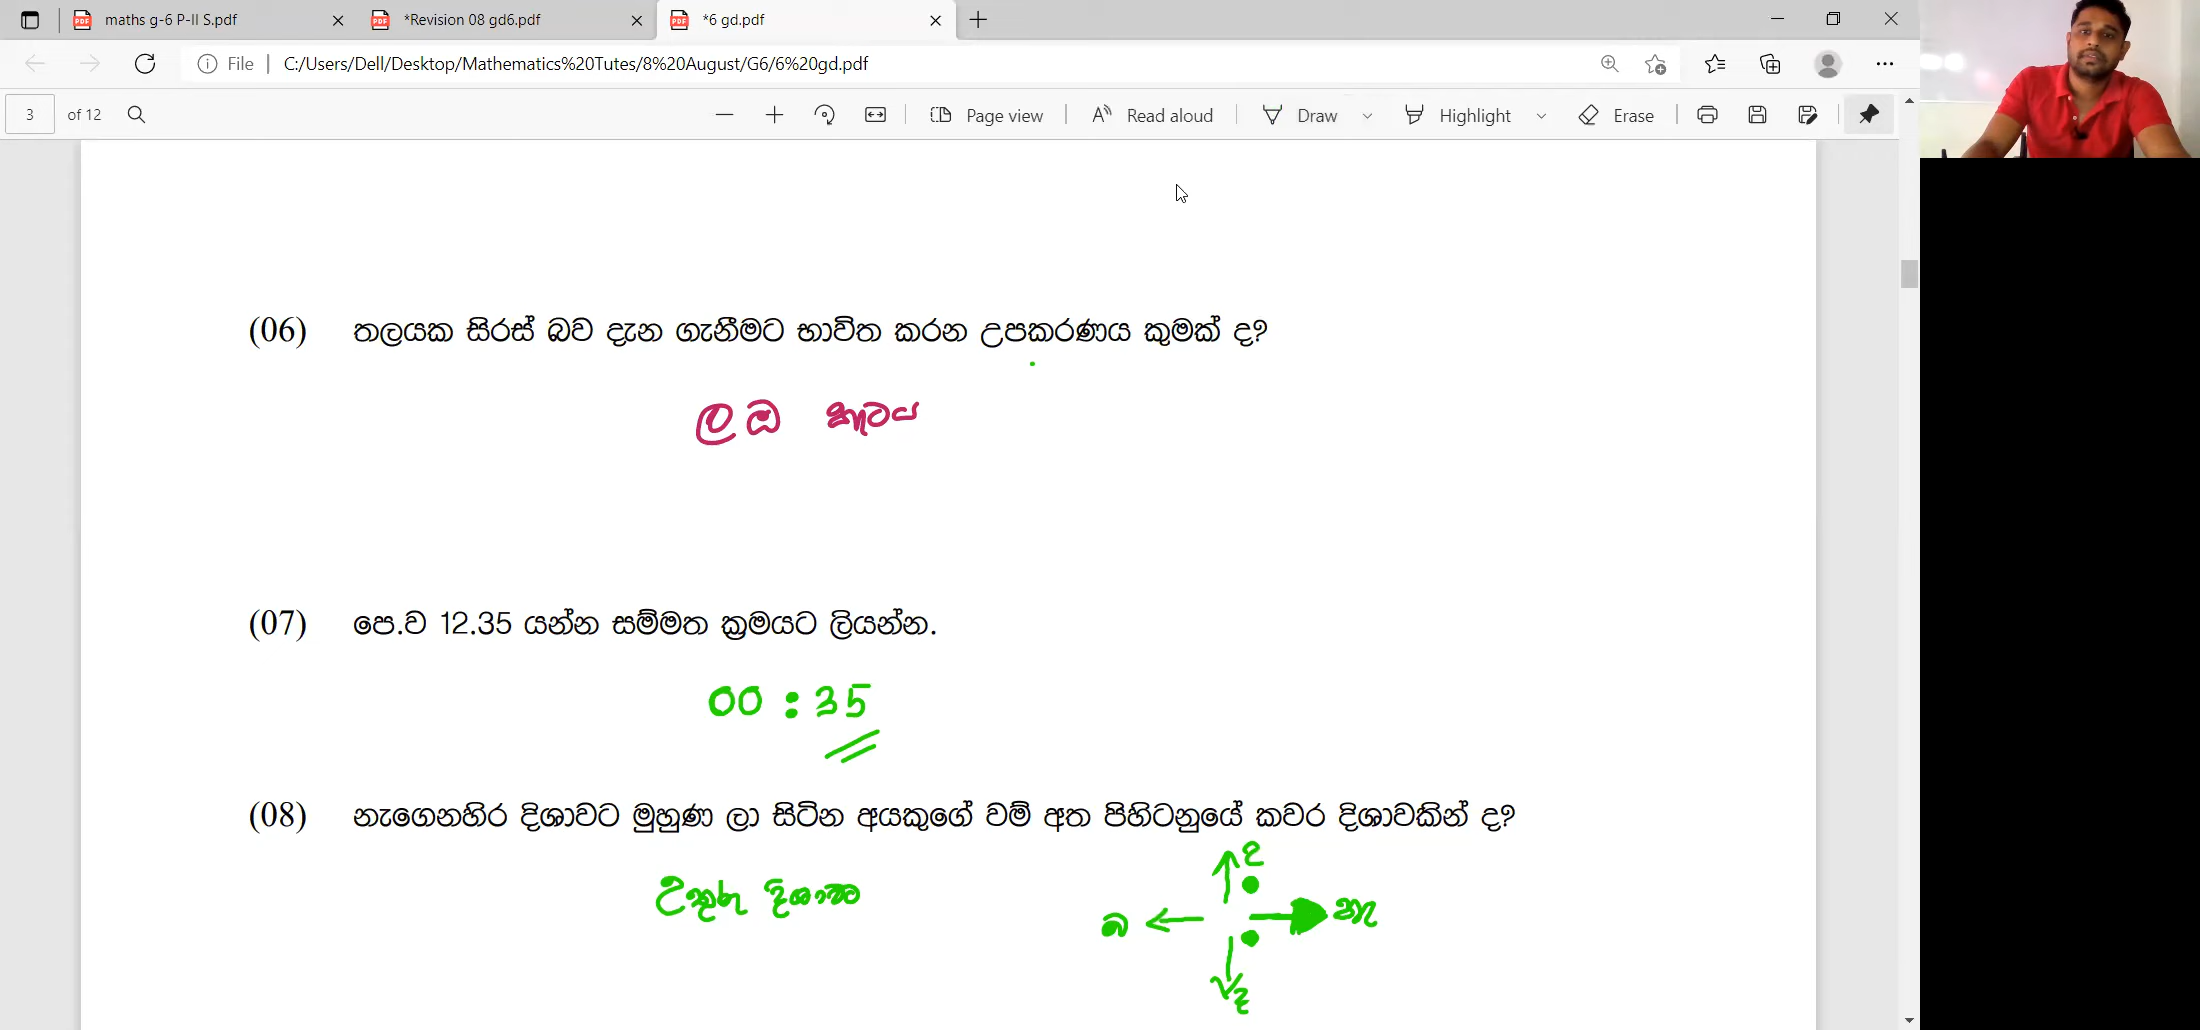 maths g-6 P-II S.pdf
*Revision 08 gd6.pdf
*6 gd.pdf
File
C:/Users/Dell/Desktop/Mathematics%20Tutes/8%20August/G6/6%20gd.pdf
3 of 12
Page view
Read aloud
Draw
Highlight
Erase
(06) තලයක සිරස් බව දැන ගැනීමට භාවිත කරන උපකරණය කුමක් ද?
ලඹ කූටය
(07) පෙ.ව 12.35 යන්න සම්මත ක්‍රමයට ලියන්න.
00 : 35
(08) නැගෙනහිර දිශාවට මුහුණ ලා සිටින අයකුගේ වම් අත පිහිටනුයේ කවර දිශාවකින් ද?
උ
උතුරු දිශාවට
බ
නැ
ද